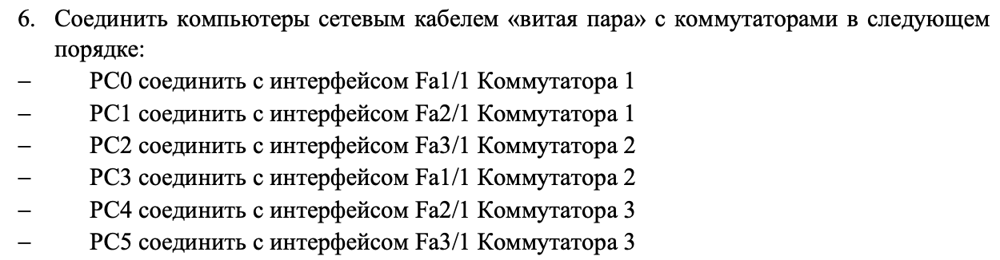 6. Соединить компьютеры сетевым кабелем «витая пара» с коммутаторами в следующем
порядке:
– PC0 соединить с интерфейсом Fa1/1 Коммутатора 1
– PC1 соединить с интерфейсом Fa2/1 Коммутатора 1
– PC2 соединить с интерфейсом Fa3/1 Коммутатора 2
– PC3 соединить с интерфейсом Fa1/1 Коммутатора 2
– PC4 соединить с интерфейсом Fa2/1 Коммутатора 3
– PC5 соединить с интерфейсом Fa3/1 Коммутатора 3